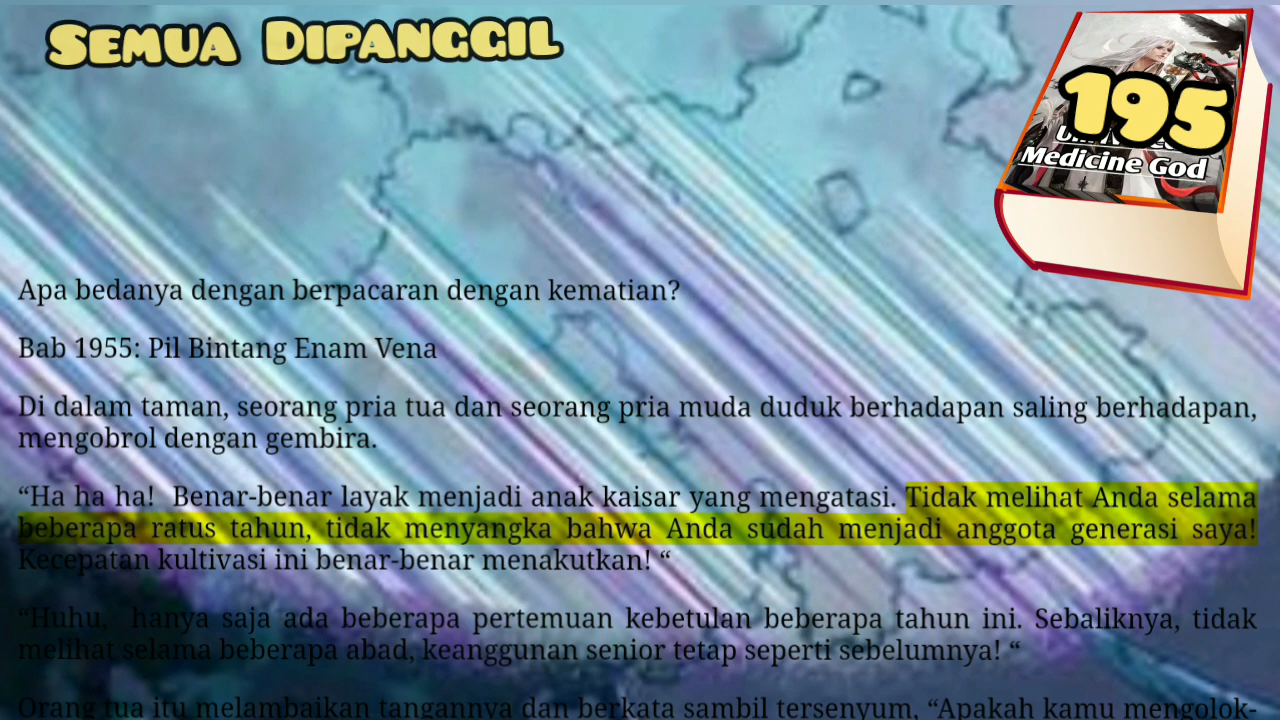 Semua Dipanggil
195
Medicine God
Apa bedanya dengan berpacaran dengan kematian?
Bab 1955: Pil Bintang Enam Vena
Di dalam taman, seorang pria tua dan seorang pria muda duduk berhadapan saling berhadapan,
mengobrol dengan gembira.
“Ha ha ha!  Benar-benar layak menjadi anak kaisar yang mengatasi. Tidak melihat Anda selama
beberapa ratus tahun, tidak menyangka bahwa Anda sudah menjadi anggota generasi saya!
Kecepatan kultivasi ini benar-benar menakutkan! “
“Huhu,  hanya saja ada beberapa pertemuan kebetulan beberapa tahun ini. Sebaliknya, tidak
melihat selama beberapa abad, keanggunan senior tetap seperti sebelumnya! “
Orang tua itu melambaikan tangannya dan berkata sambil tersenyum, “Apakah kamu mengolok-